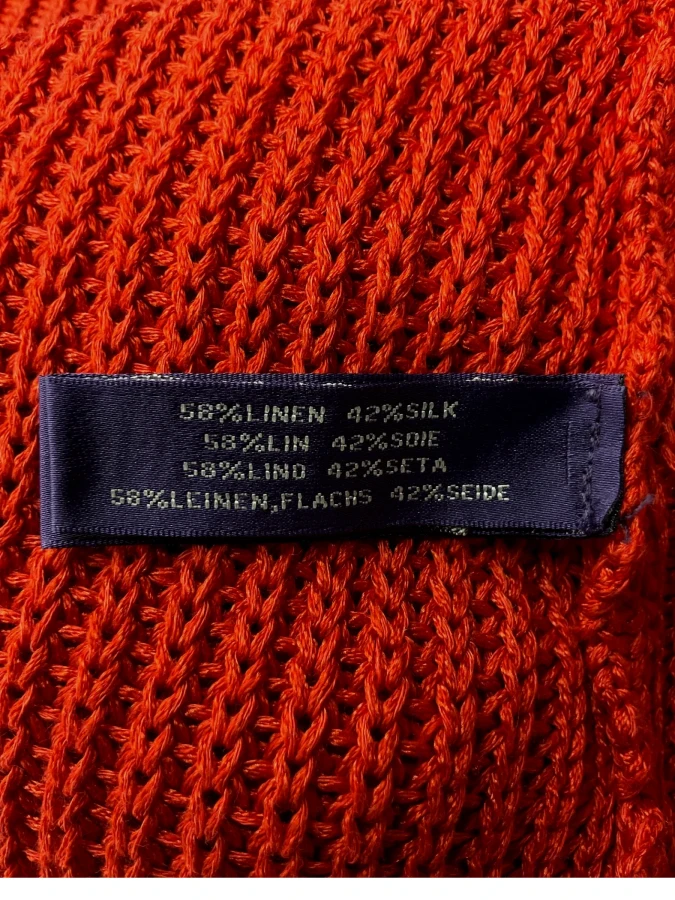 58%LINEN 42%SILK
58%LIN 42%SOIE
58%LINO 42%SETA
58%LEINEN,FLACHS 42%SEIDE